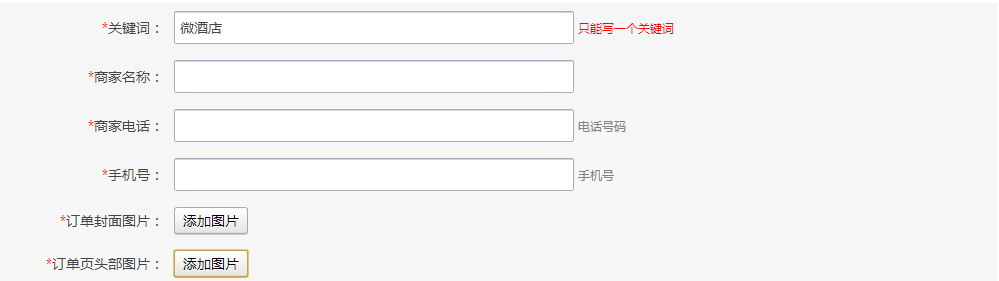 *关键词： 微酒店 只能写一个关键词
*商家名称：
*商家电话： 电话号码
*手机号： 手机号
*订单封面图片： 添加图片
*订单页头部图片： 添加图片